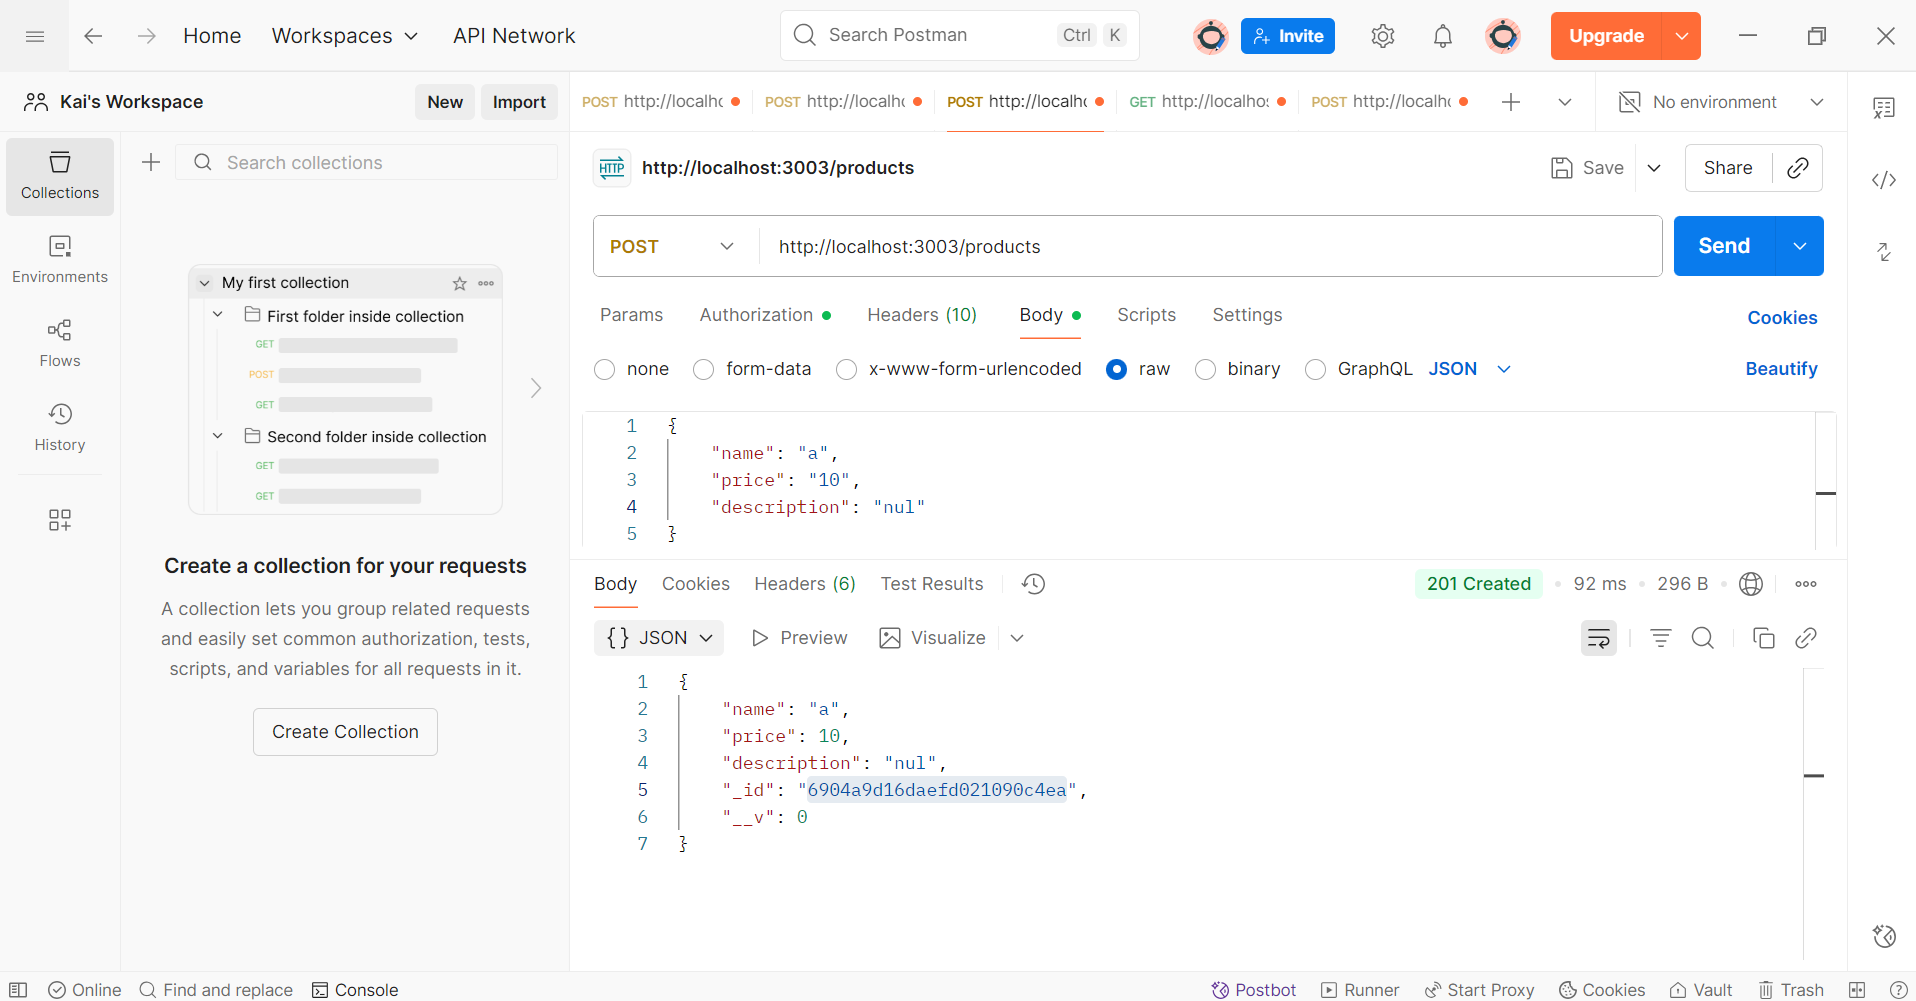 Home Workspaces API Network Search Postman Ctrl K Invite Upgrade
Kai's Workspace New Import
POST http://localhc POST http://localhc POST http://localhc GET http://localhos POST http://localhc No environment
Collections
Environments
Flows
History
Search collections
My first collection
First folder inside collection
GET
POST
GET
Second folder inside collection
GET
GET
Create a collection for your requests
A collection lets you group related requests
and easily set common authorization, tests,
scripts, and variables for all requests in it.
Create Collection
HTTP http://localhost:3003/products Save Share
POST http://localhost:3003/products Send
Params Authorization Headers (10) Body Scripts Settings Cookies
none form-data x-www-form-urlencoded raw binary GraphQL JSON Beautify
1 {
2 "name": "a",
3 "price": "10",
4 "description": "nul"
5 }
Body Cookies Headers (6) Test Results 201 Created 92 ms 296 B
{} JSON Preview Visualize
1 {
2 "name": "a",
3 "price": 10,
4 "description": "nul",
5 "_id": "6904a9d16daefd021090c4ea",
6 "__v": 0
7 }
Online Find and replace Console Postbot Runner Start Proxy Cookies Vault Trash